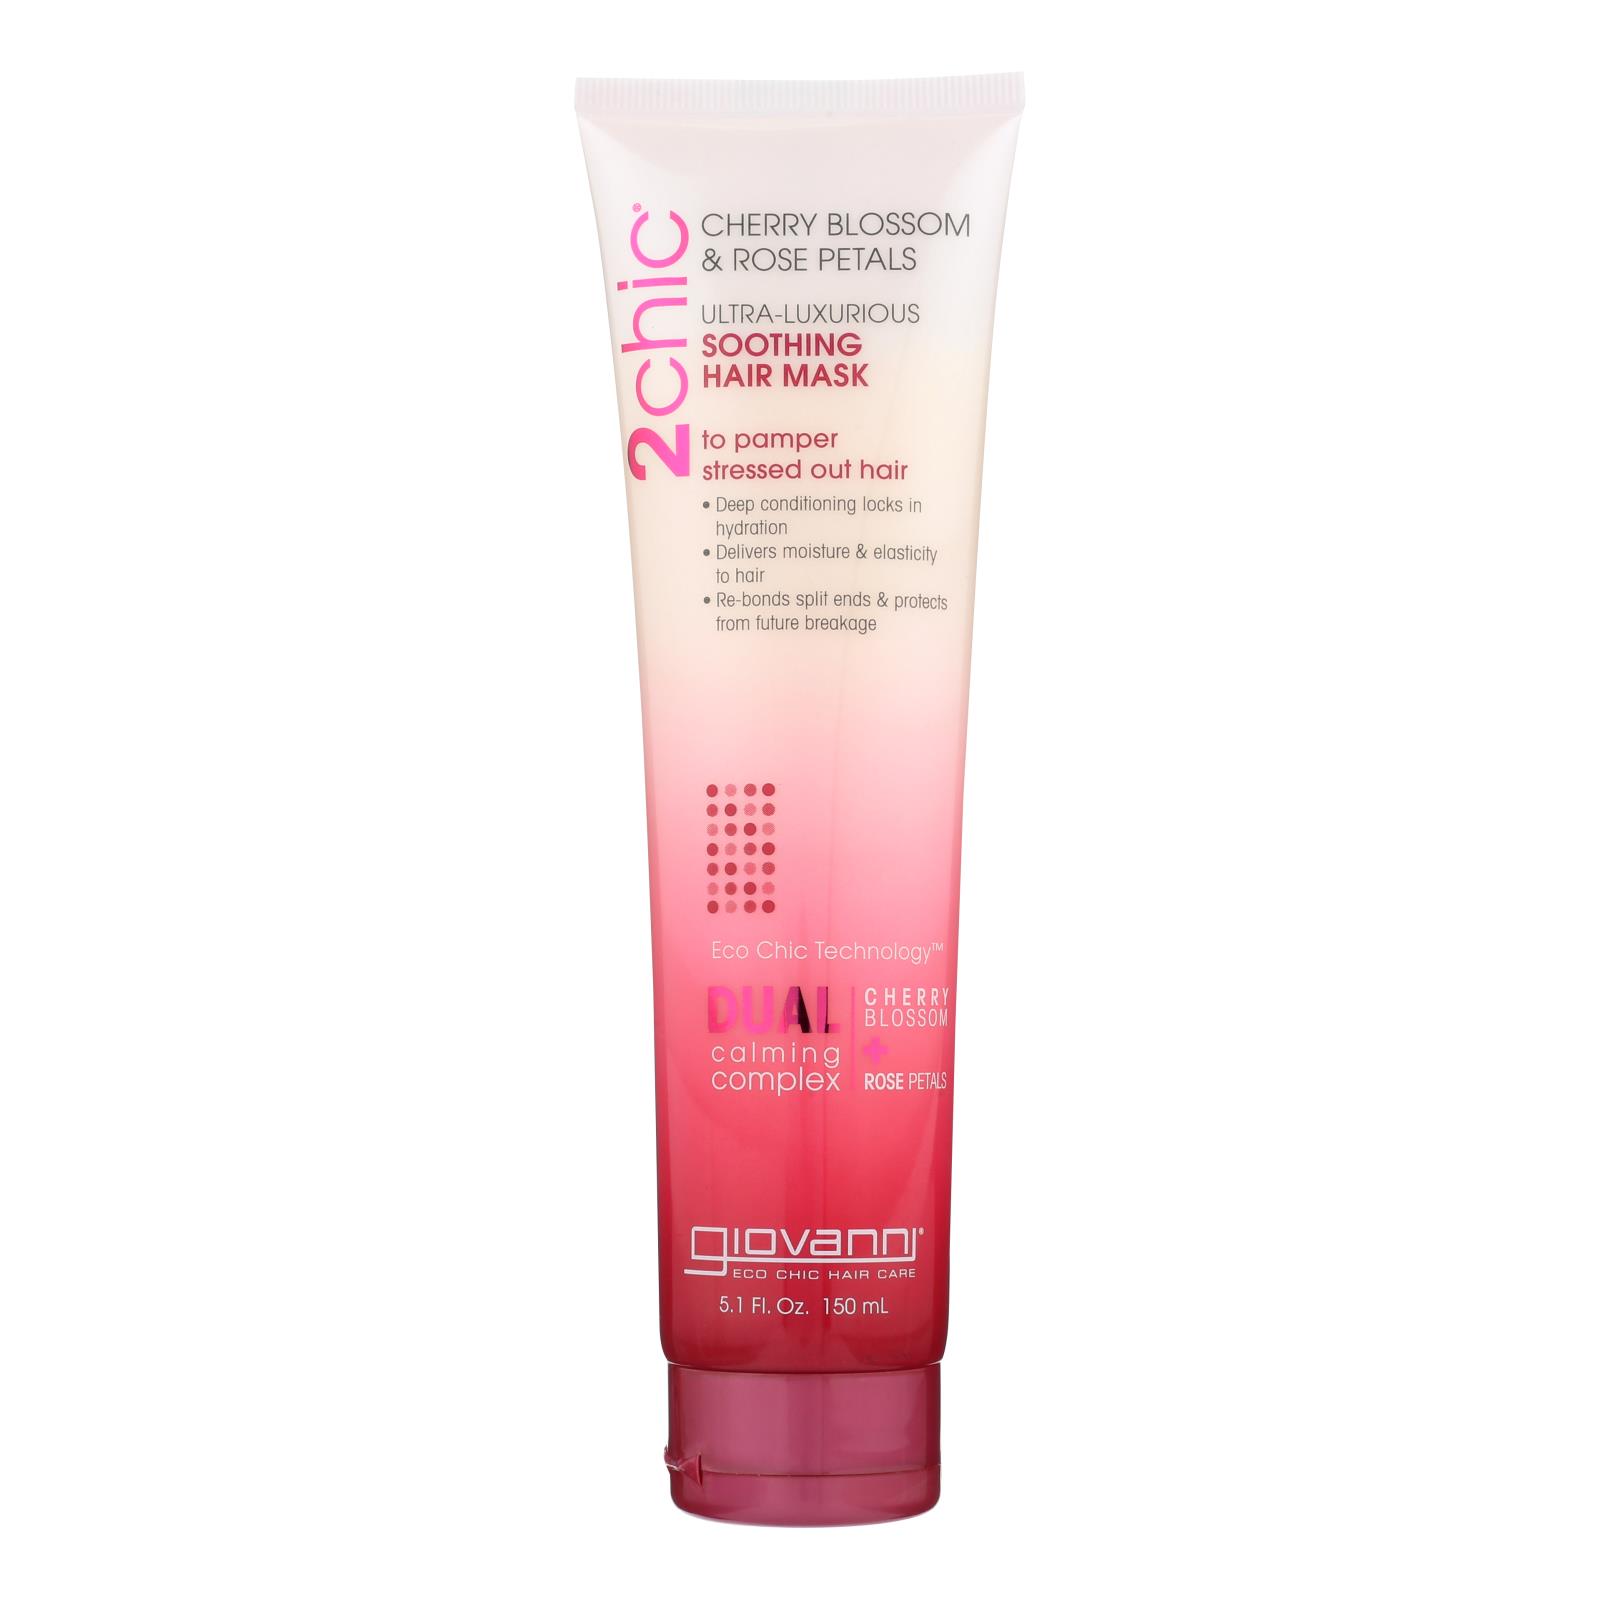 2chic®
CHERRY BLOSSOM
& ROSE PETALS
ULTRA-LUXURIOUS
SOOTHING
HAIR MASK
to pamper
stressed out hair
• Deep conditioning locks in
hydration
• Delivers moisture & elasticity
to hair
• Re-bonds split ends & protects
from future breakage
Eco Chic Technology™
DUAL
calming
complex
CHERRY
BLOSSOM
+
ROSE PETALS
giovanni®
ECO CHIC HAIR CARE
5.1 Fl. Oz. 150 mL